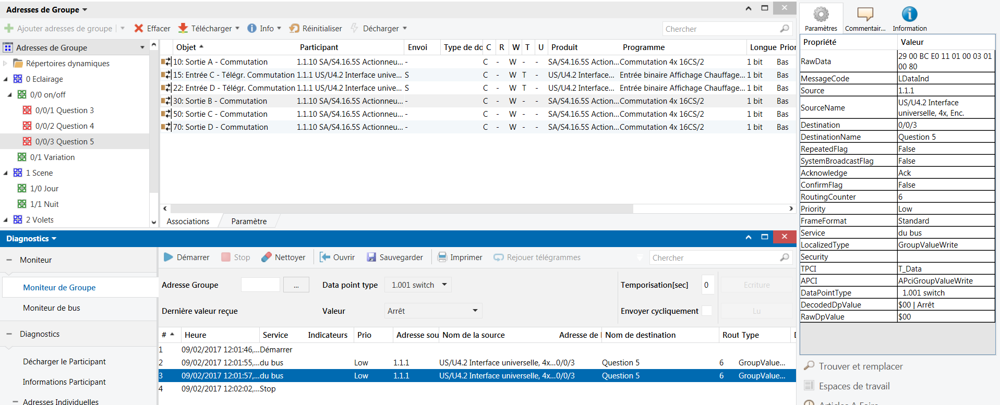 Adresses de Groupe
Ajouter adresses de groupe Effacer Télécharger Info Réinitialiser Décharger Chercher
Adresses de Groupe
Répertoires dynamiques
0 Eclairage
0/0 on/off
0/0/1 Question 3
0/0/2 Question 4
0/0/3 Question 5
0/1 Variation
1 Scene
1/0 Jour
1/1 Nuit
2 Volets
Objet Participant Envoi Type de do C R W T U Produit Programme Longue Prior
10: Sortie A - Commutation 1.1.10 SA/S4.16.5S Actionneu... - C - W - - SA/S4.16.5S Action... Commutation 4x 16CS/2 1 bit Bas
15: Entrée C - Télégr. Commutation 1.1.1 US/U4.2 Interface unive... S C - W T - US/U4.2 Interface... Entrée binaire Affichage Chauffage... 1 bit Bas
22: Entrée D - Télégr. Commutation 1.1.1 US/U4.2 Interface unive... S C - W T - US/U4.2 Interface... Entrée binaire Affichage Chauffage... 1 bit Bas
30: Sortie B - Commutation 1.1.10 SA/S4.16.5S Actionneu... - C - W - - SA/S4.16.5S Action... Commutation 4x 16CS/2 1 bit Bas
50: Sortie C - Commutation 1.1.10 SA/S4.16.5S Actionneu... - C - W - - SA/S4.16.5S Action... Commutation 4x 16CS/2 1 bit Bas
70: Sortie D - Commutation 1.1.10 SA/S4.16.5S Actionneu... - C - W - - SA/S4.16.5S Action... Commutation 4x 16CS/2 1 bit Bas
Associations Paramètre
Diagnostics
Moniteur
Moniteur de Groupe
Moniteur de bus
Diagnostics
Décharger le Participant
Informations Participant
Adresses Individuelles
Démarrer Stop Nettoyer Ouvrir Sauvegarder Imprimer Rejouer télégrammes Chercher
Adresse Groupe ... Data point type 1.001 switch Temporisation[sec] 0 Ecriture
Dernière valeur reçue Valeur Arrêt Envoyer cycliquement Lu
# Heure Service Indicateurs Prio Adresse sou Nom de la source Adresse de Nom de destination Rout Type
1 09/02/2017 12:01:46,... Démarrer
2 09/02/2017 12:01:55,... du bus Low 1.1.1 US/U4.2 Interface universelle, 4x... 0/0/3 Question 5 6 GroupValue...
3 09/02/2017 12:01:57,... du bus Low 1.1.1 US/U4.2 Interface universelle, 4x... 0/0/3 Question 5 6 GroupValue...
4 09/02/2017 12:02:02,... Stop
Paramètres Commentair... Information
Propriété Valeur
RawData 29 00 BC E0 11 01 00 03 01
00 80
MessageCode LDataInd
Source 1.1.1
SourceName US/U4.2 Interface
universelle, 4x, Enc.
Destination 0/0/3
DestinationName Question 5
RepeatedFlag False
SystemBroadcastFlag False
Acknowledge Ack
ConfirmFlag False
RoutingCounter 6
Priority Low
FrameFormat Standard
Service du bus
LocalizedType GroupValueWrite
Security
TPCI T_Data
APCI APciGroupValueWrite
DataPointType 1.001 switch
DecodedDpValue $00 | Arrêt
RawDpValue $00
Trouver et remplacer
Espaces de travail